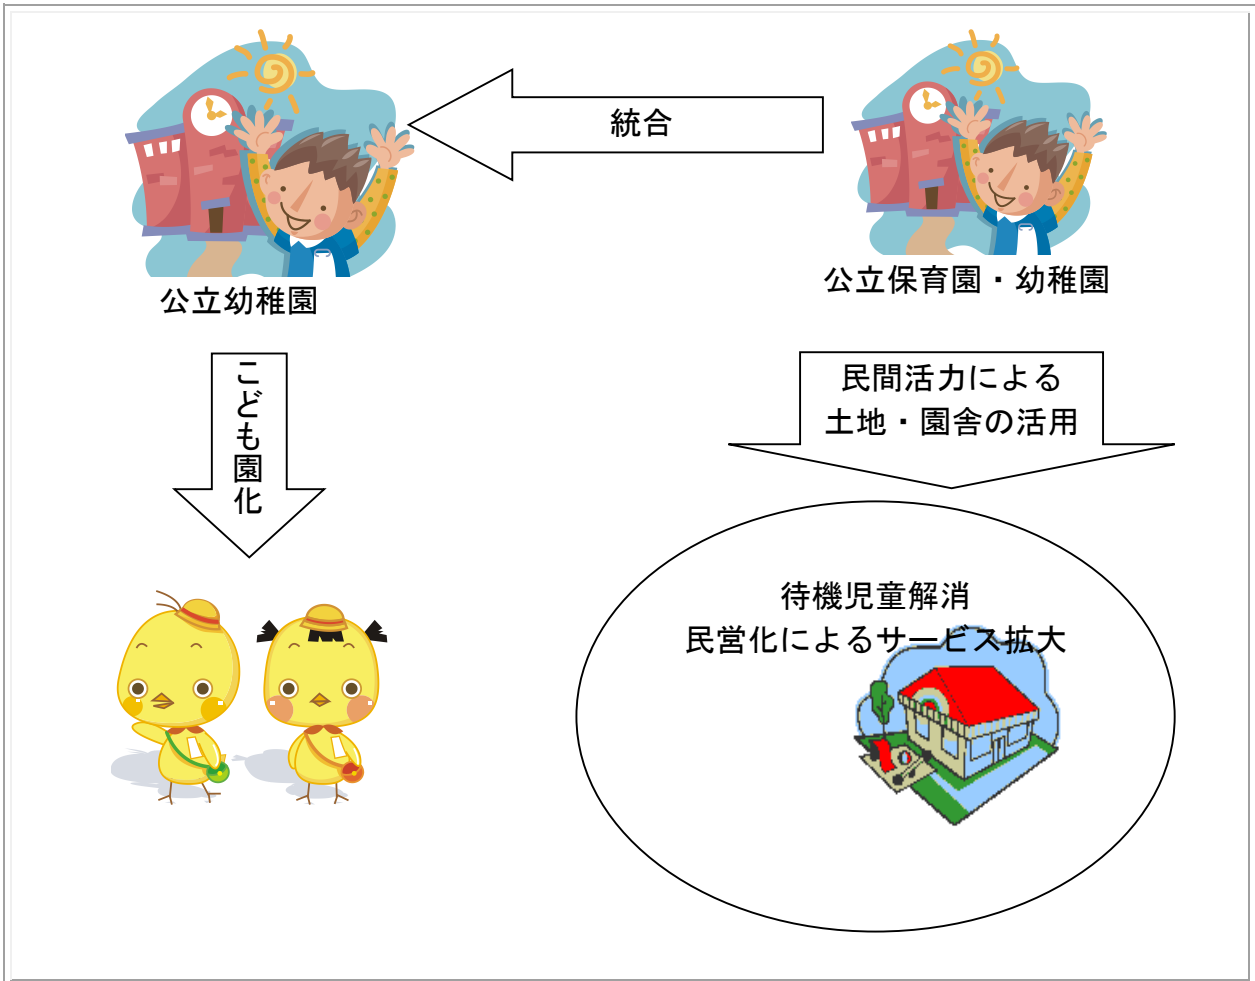 統合
公立幼稚園
公立保育園・幼稚園
こども園化
民間活力による
土地・園舎の活用
待機児童解消
民営化によるサービス拡大